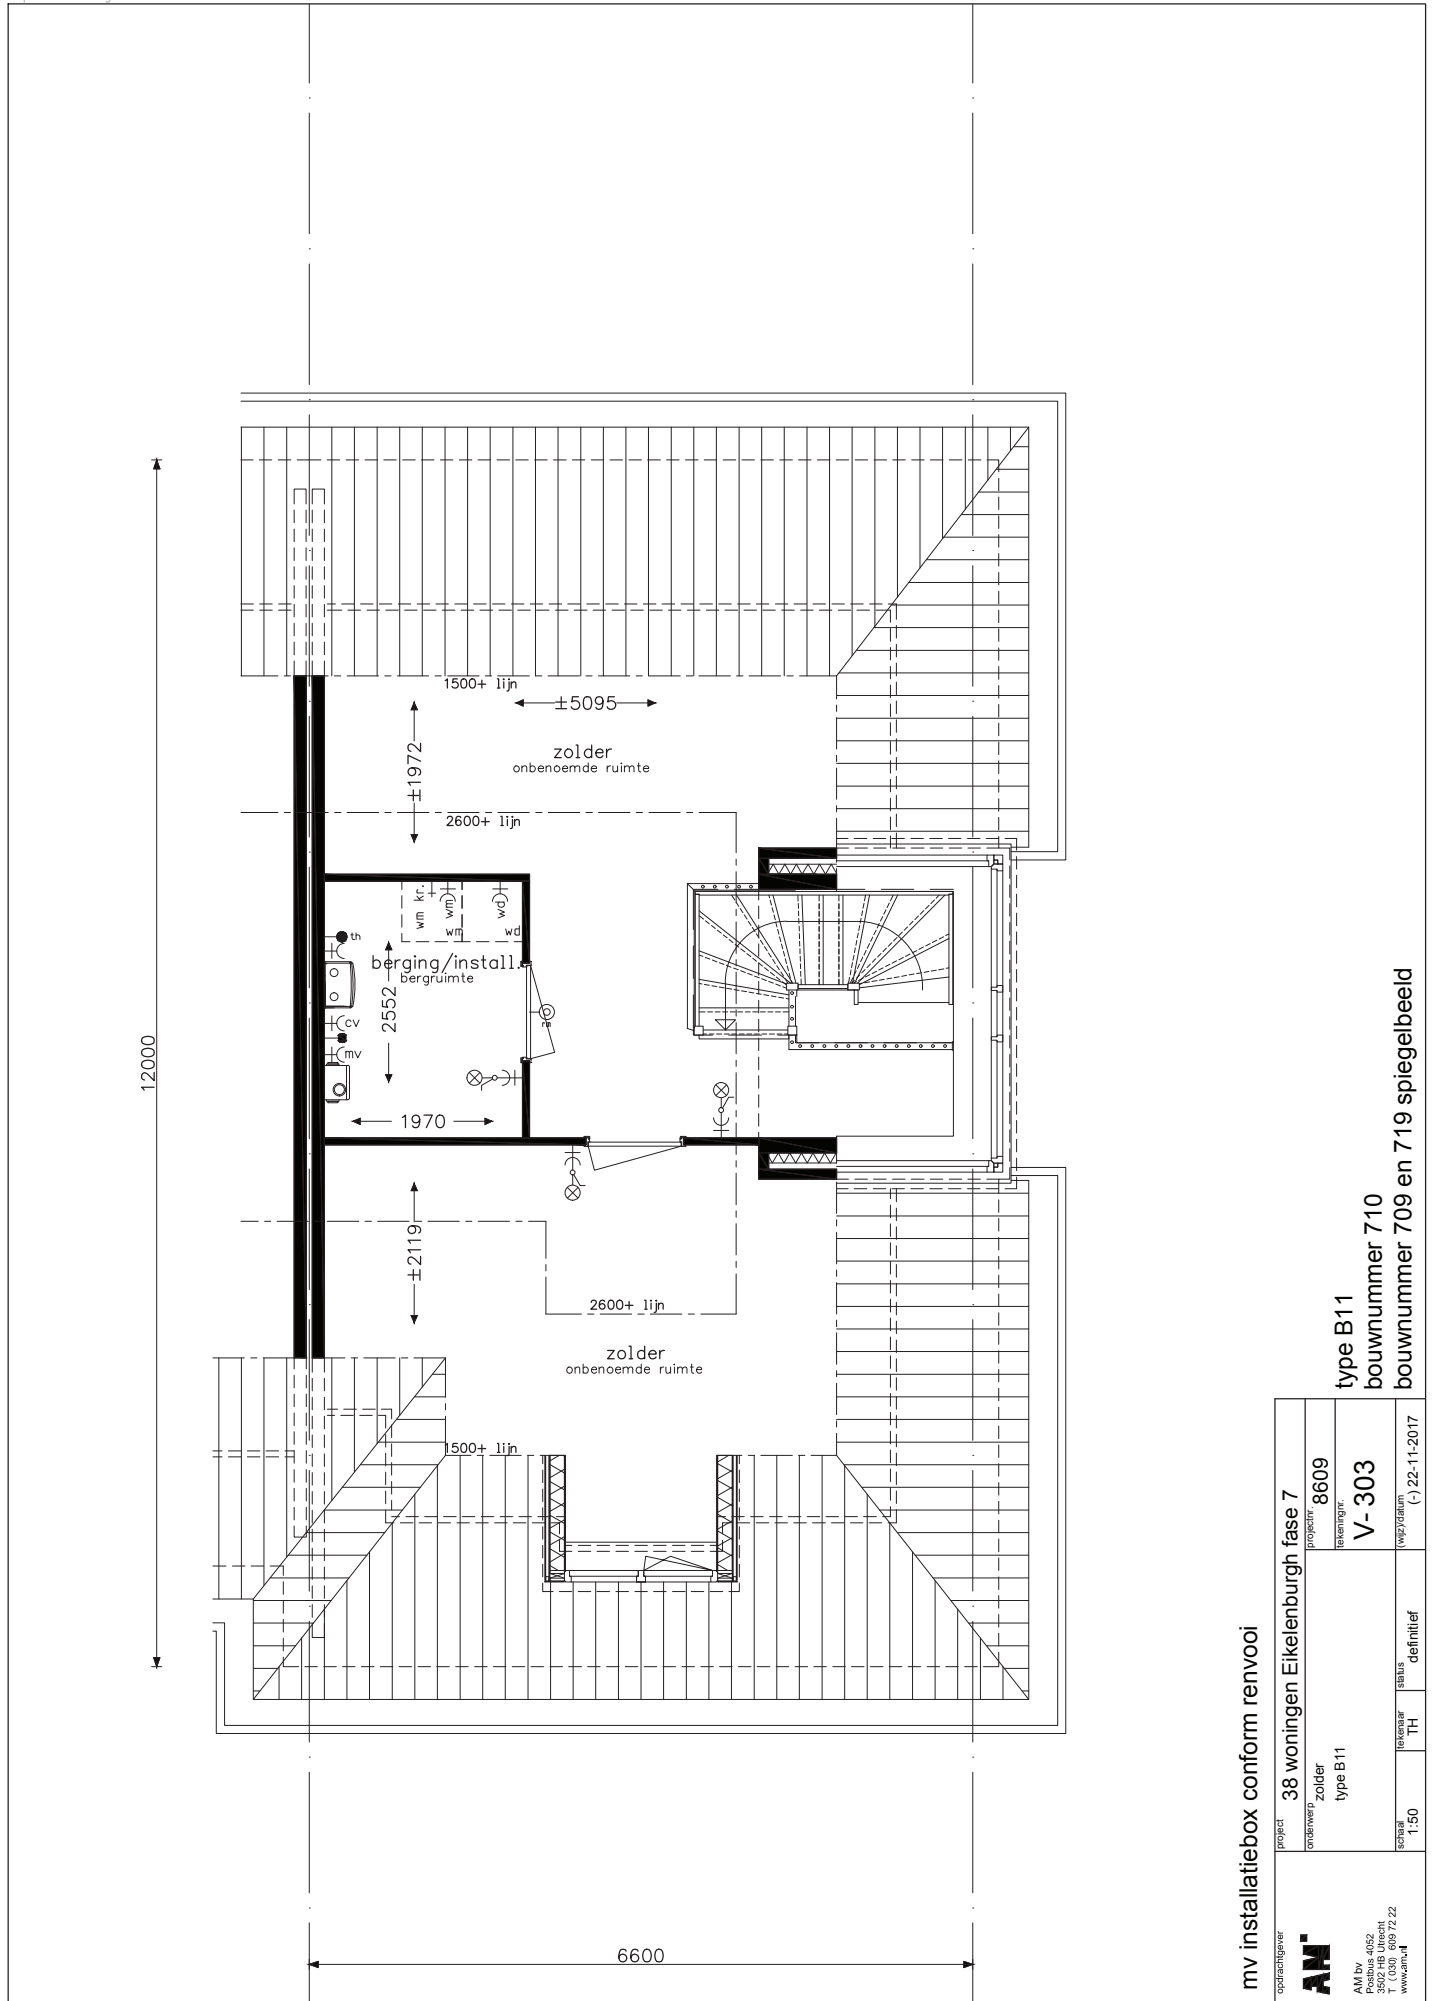 1500+ lijn
±5095
±1972
zolder
onbenoemde ruimte
2600+ lijn
wm kr.
wm
wd
wm
wd
th
berging/install.
bergruimte
2552
cv
rm
mv
1970
12000
±2119
2600+ lijn
zolder
onbenoemde ruimte
1500+ lijn
6600
mv installatiebox conform renvooi
type B11
bouwnummer 710
bouwnummer 709 en 719 spiegelbeeld
opdrachtgever
AM
AM bv
Postbus 4052
3502 HB Utrecht
T ( 030) 609 72 22
www.am.nl
project
38 woningen Eikelenburgh fase 7
onderwerp
zolder
type B11
projectnr.
8609
tekeningnr.
V- 303
schaal
1:50
tekenaar
TH
status
definitief
(wijz)/datum
(-) 22-11-2017